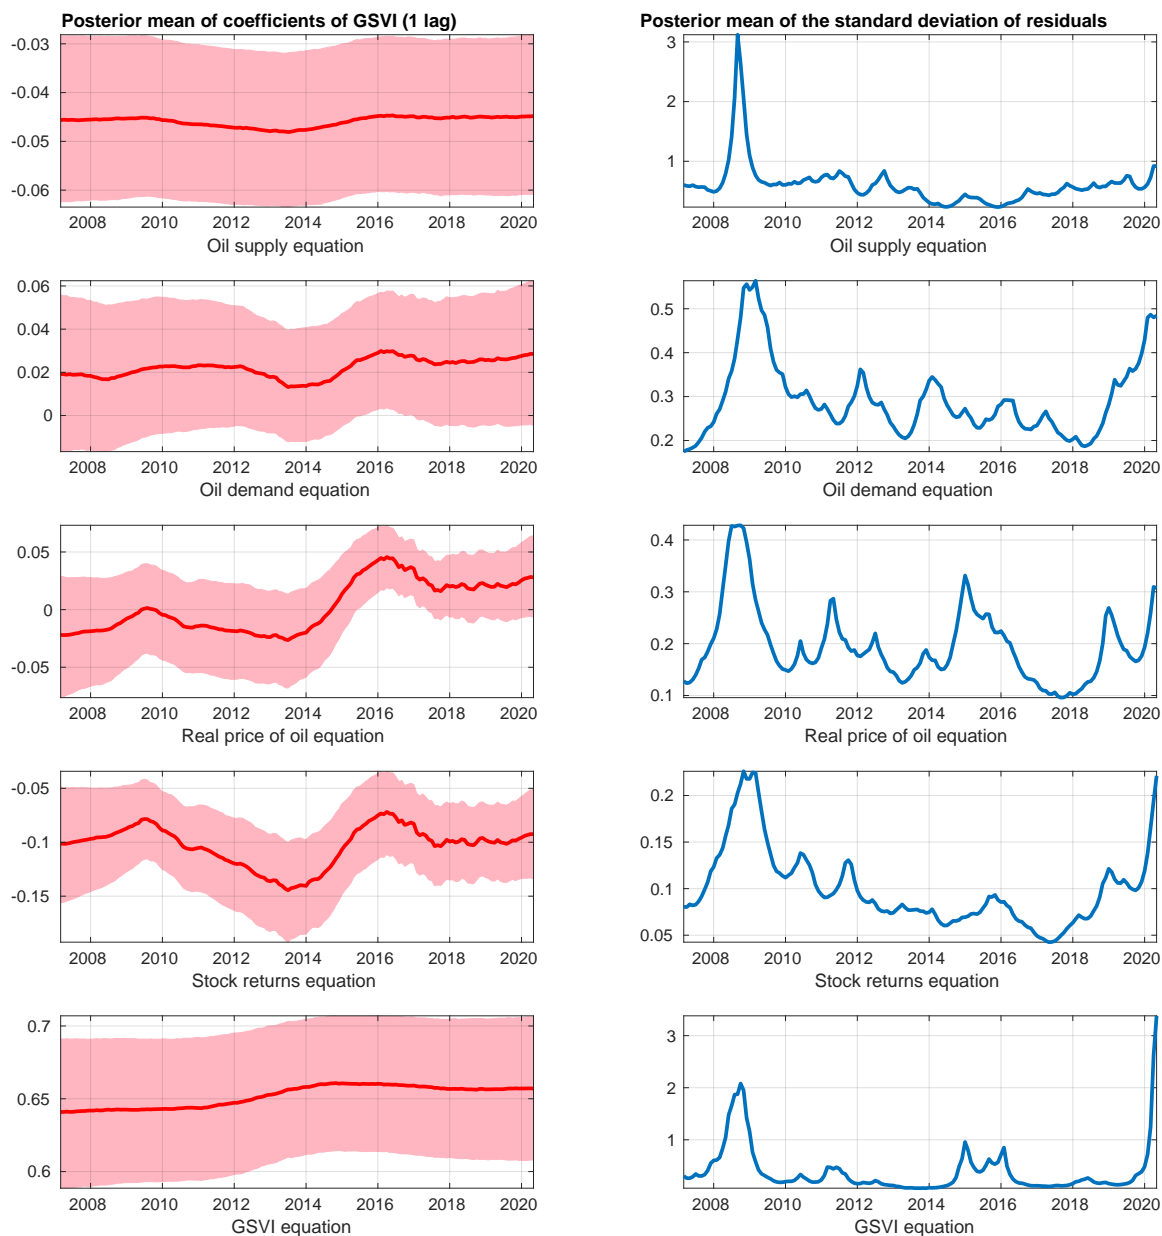 Posterior mean of coefficients of GSVI (1 lag)
-0.03
-0.04
-0.05
-0.06
2008 2010 2012 2014 2016 2018 2020
Oil supply equation
Posterior mean of the standard deviation of residuals
3
2
1
2008 2010 2012 2014 2016 2018 2020
Oil supply equation
0.06
0.04
0.02
0
2008 2010 2012 2014 2016 2018 2020
Oil demand equation
0.5
0.4
0.3
0.2
2008 2010 2012 2014 2016 2018 2020
Oil demand equation
0.05
0
-0.05
2008 2010 2012 2014 2016 2018 2020
Real price of oil equation
0.4
0.3
0.2
0.1
2008 2010 2012 2014 2016 2018 2020
Real price of oil equation
-0.05
-0.1
-0.15
2008 2010 2012 2014 2016 2018 2020
Stock returns equation
0.2
0.15
0.1
0.05
2008 2010 2012 2014 2016 2018 2020
Stock returns equation
0.7
0.65
0.6
2008 2010 2012 2014 2016 2018 2020
GSVI equation
3
2
1
2008 2010 2012 2014 2016 2018 2020
GSVI equation